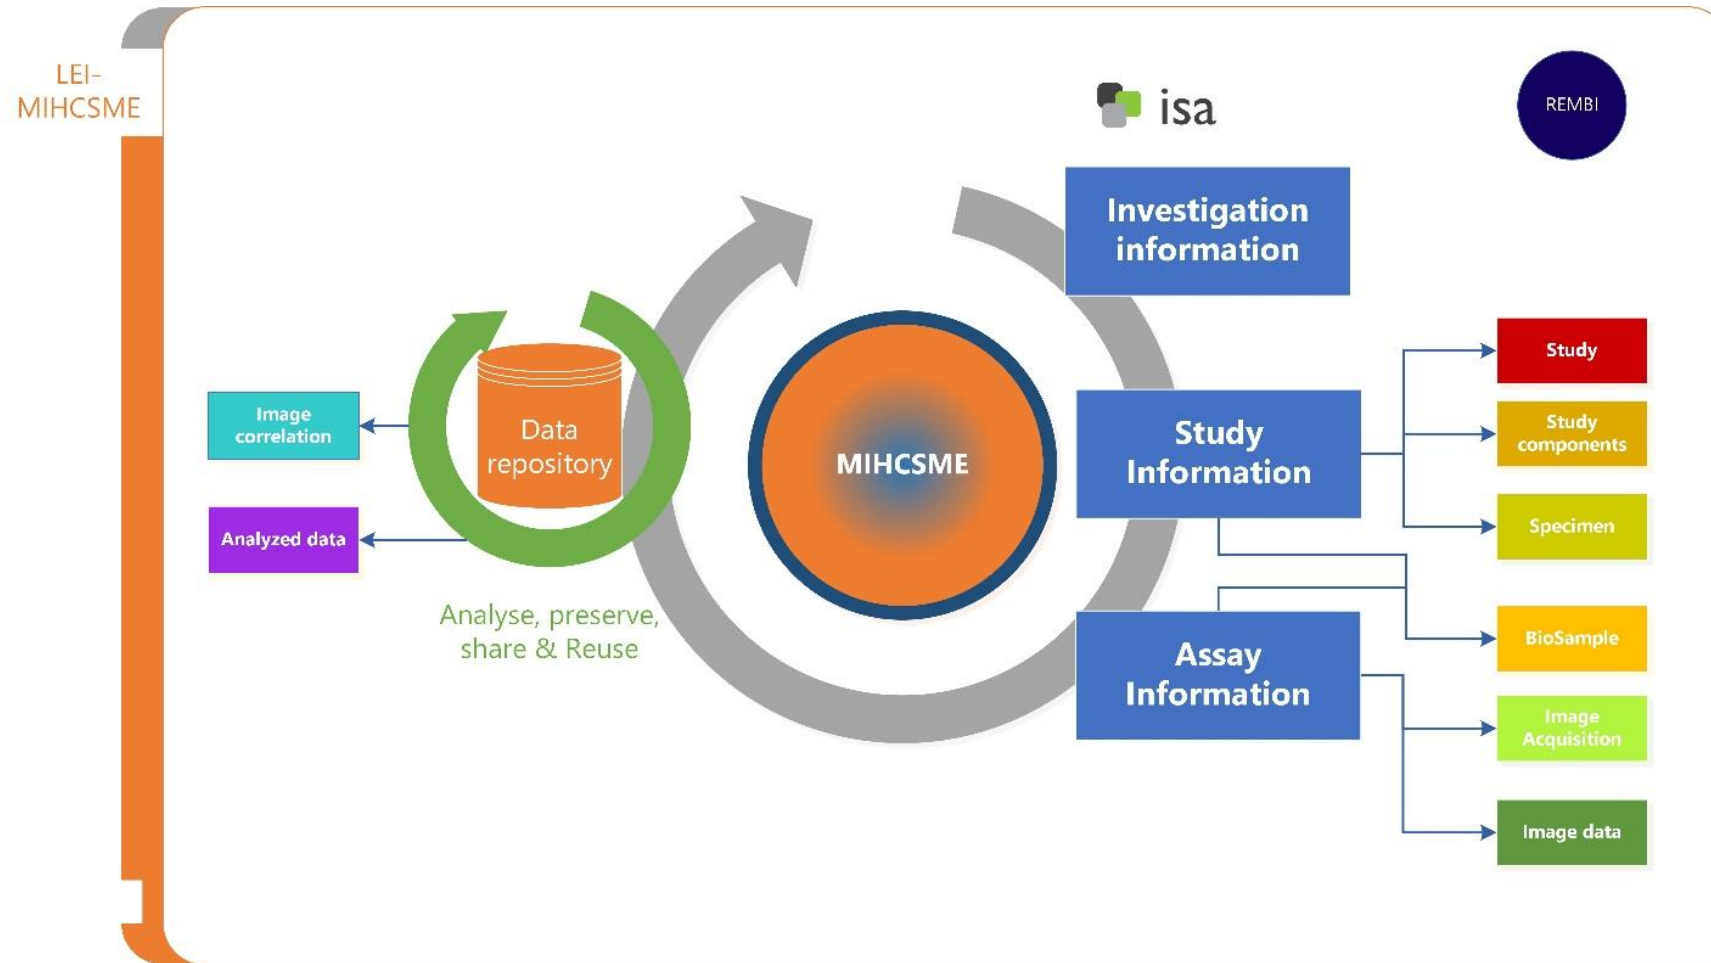 LEI-
MIHCSME
isa
REMBI
Investigation
information
Study
Study
components
Specimen
BioSample
Image
Acquisition
Image data
Study
Information
Assay
Information
MIHCSME
Data
repository
Image
correlation
Analyzed data
Analyse, preserve,
share & Reuse